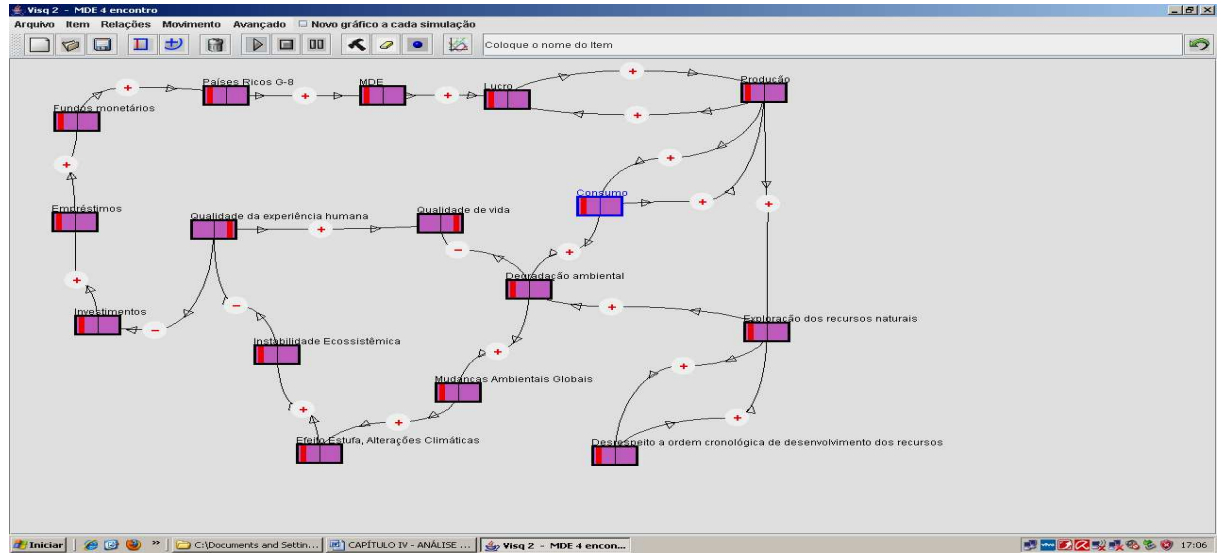 Visq 2 - MDE 4 encontro
Arquivo Item Relações Movimento Avançado Novo gráfico a cada simulação
Coloque o nome do Item
Países Ricos G-8
MDE
Lucro
Produção
Fundos monetários
Consumo
Empréstimos
Qualidade da experiência humana
Qualidade de vida
Degradação ambiental
Investimentos
Exploração dos recursos naturais
Instabilidade Ecossistêmica
Mudanças Ambientais Globais
Efeito Estufa, Alterações Climáticas
Desrespeito a ordem cronológica de desenvolvimento dos recursos
Iniciar » C:\Documents and Settin... CAPÍTULO IV - ANÁLISE ... Visq 2 - MDE 4 encon... vivo 17:06